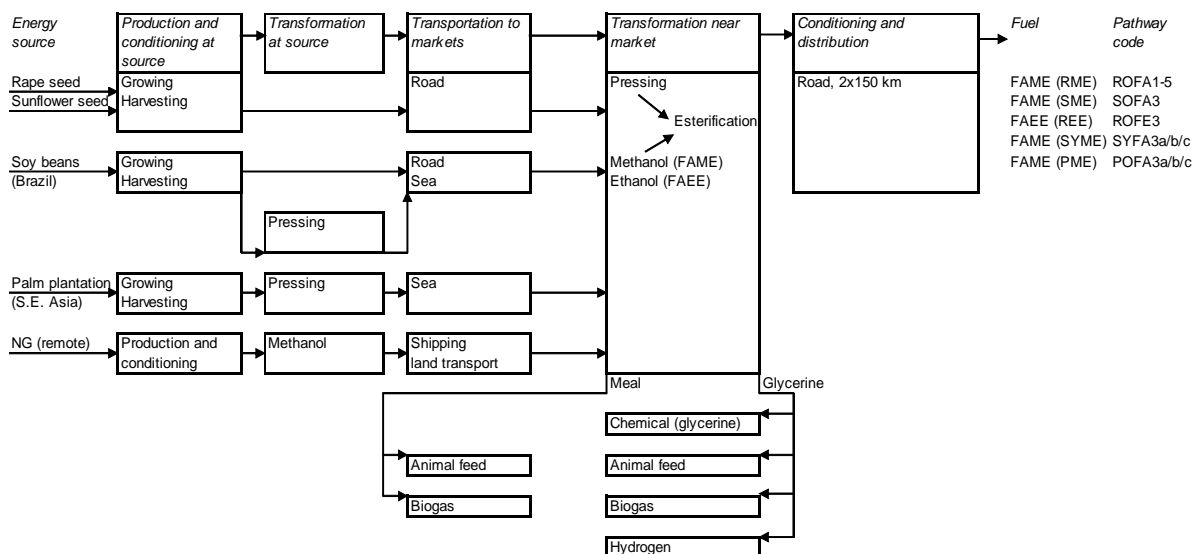 Energy
source
Production and
conditioning at
source
Transformation
at source
Transportation to
markets
Transformation near
market
Conditioning and
distribution
Fuel
Pathway
code
Rape seed
Sunflower seed
Growing
Harvesting
Road
Pressing
Esterification
Methanol (FAME)
Ethanol (FAEE)
Road, 2x150 km
FAME (RME) ROFA1-5
FAME (SME) SOFA3
FAEE (REE) ROFE3
FAME (SYME) SYFA3a/b/c
FAME (PME) POFA3a/b/c
Soy beans
(Brazil)
Growing
Harvesting
Road
Sea
Pressing
Palm plantation
(S.E. Asia)
Growing
Harvesting
Pressing
Sea
NG (remote)
Production and
conditioning
Methanol
Shipping
land transport
Meal
Glycerine
Chemical (glycerine)
Animal feed
Animal feed
Biogas
Biogas
Hydrogen